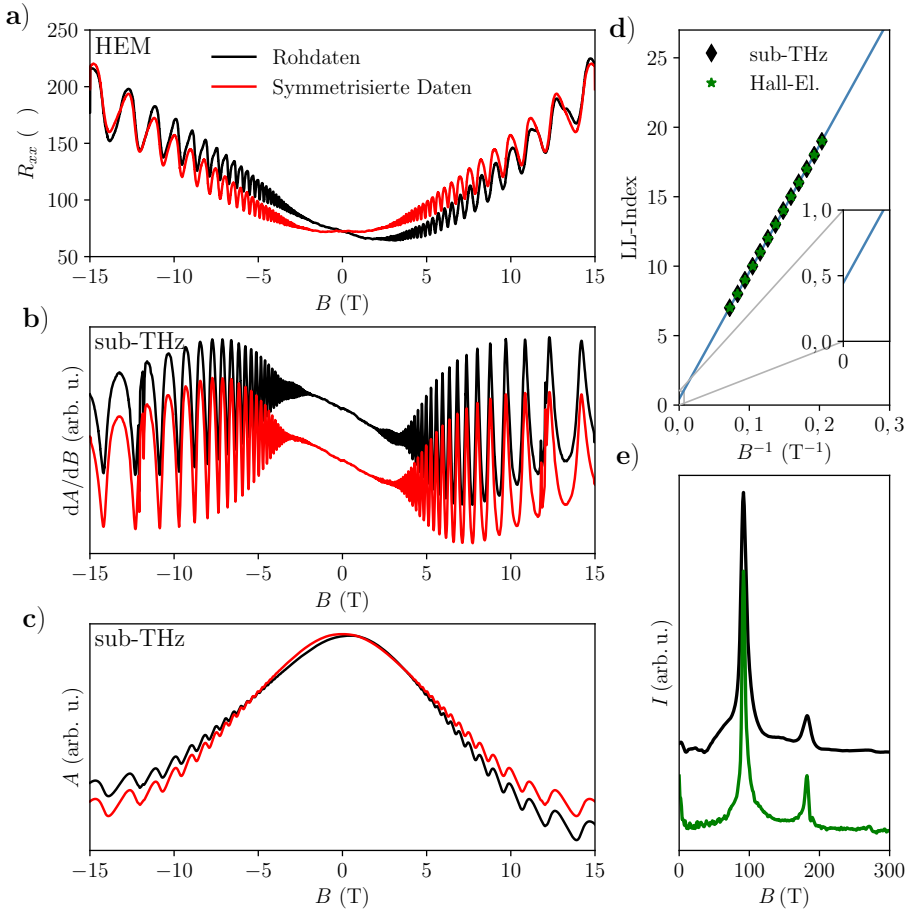 a)
HEM
Rohdaten
Symmetrisierte Daten
R_xx ( )
250
200
150
100
50
−15 −10 −5 0 5 10 15
B (T)
b)
sub-THz
dA/dB (arb. u.)
−15 −10 −5 0 5 10 15
B (T)
c)
sub-THz
A (arb. u.)
−15 −10 −5 0 5 10 15
B (T)
d)
sub-THz
Hall-El.
LL-Index
25
20
15
10
5
0
1, 0
0, 5
0, 0
0
0, 0 0, 1 0, 2 0, 3
B⁻¹ (T⁻¹)
e)
I (arb. u.)
0 100 200 300
B (T)